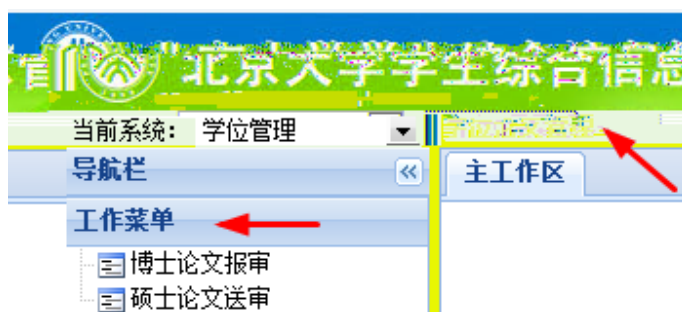 北京大学学生综合信息
当前系统： 学位管理
导航栏
主工作区
工作菜单
博士论文报审
硕士论文送审